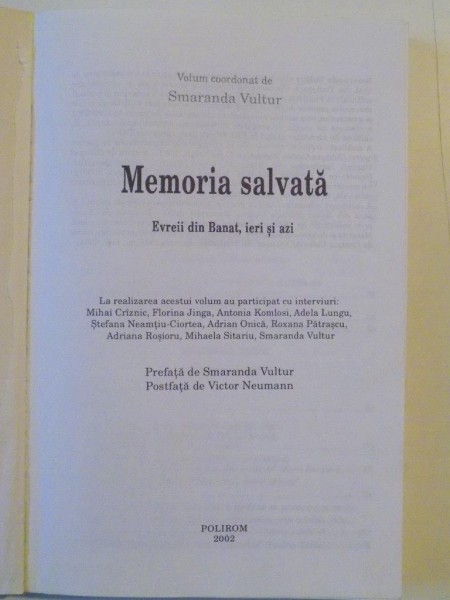 Volum coordonat de
Smaranda Vultur
Memoria salvată
Evreii din Banat, ieri și azi
La realizarea acestui volum au participat cu interviuri:
Mihai Crîznic, Florina Jinga, Antonia Komlosi, Adela Lungu,
Ștefana Neamțiu-Ciortea, Adrian Onică, Roxana Pătrașcu,
Adriana Roșioru, Mihaela Sitariu, Smaranda Vultur
Prefață de Smaranda Vultur
Postfață de Victor Neumann
POLIROM
2002